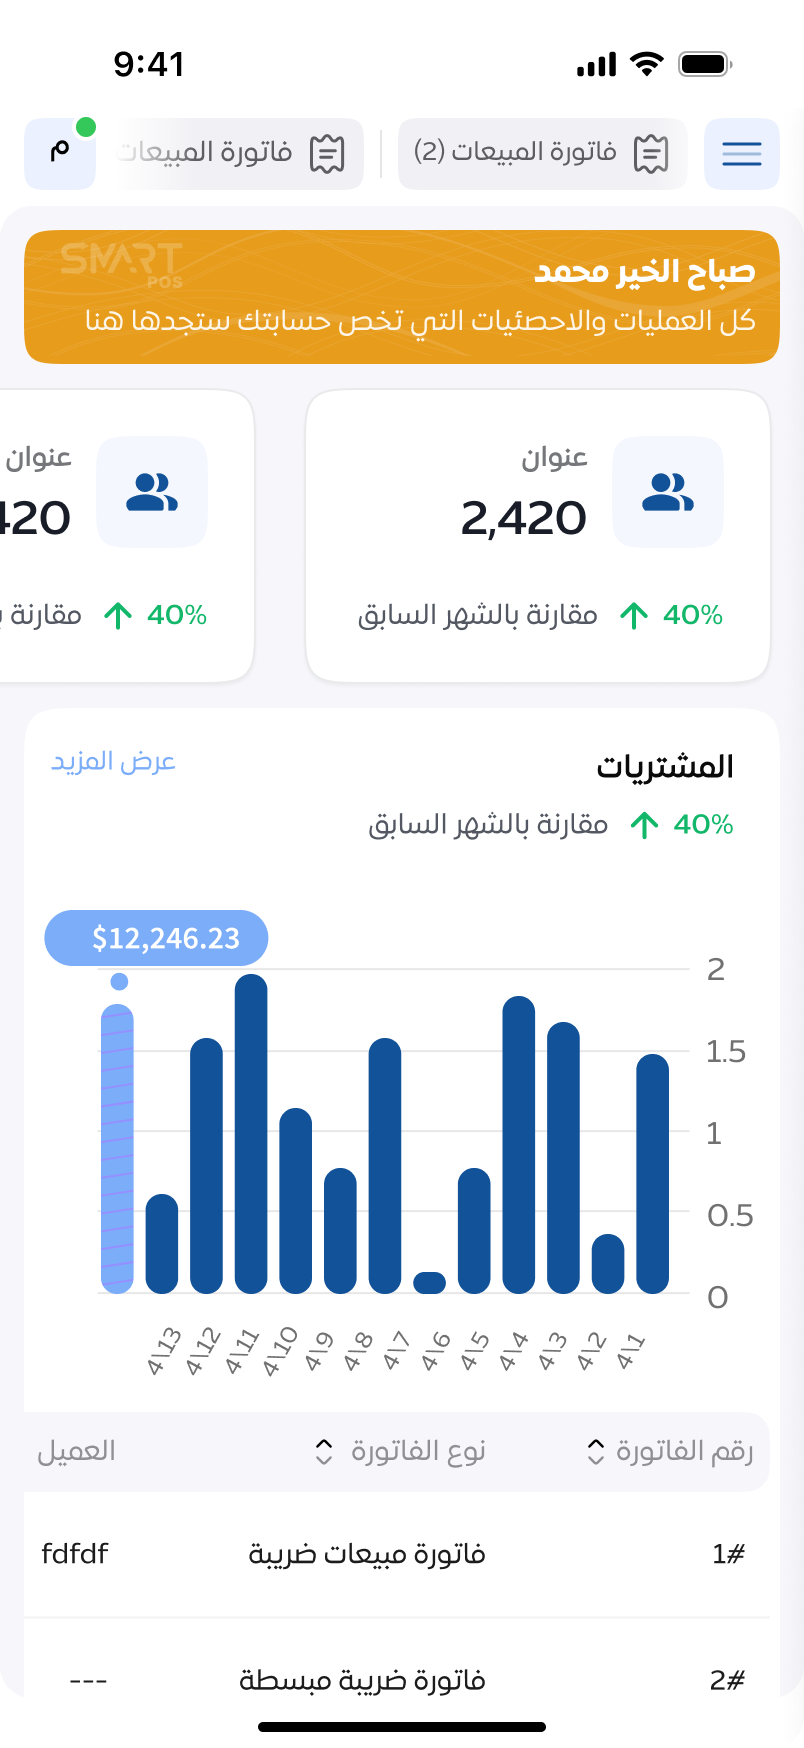 9:41
فاتورة المبيعات (2)
فاتورة المبيعات
م
SMART
POS
صباح الخير محمد
كل العمليات والاحصئيات التي تخص حسابتك ستجدها هنا
عنوان
2,420
40% مقارنة بالشهر السابق
عنوان
420
40% مقارنة
المشتريات
عرض المزيد
40% مقارنة بالشهر السابق
$12,246.23
2
1.5
1
0.5
0
4\1
4\2
4\3
4\4
4\5
4\6
4\7
4\8
4\9
4\10
4\11
4\12
4\13
رقم الفاتورة نوع الفاتورة العميل
1# فاتورة مبيعات ضريبة fdfdf
2# فاتورة ضريبة مبسطة ---